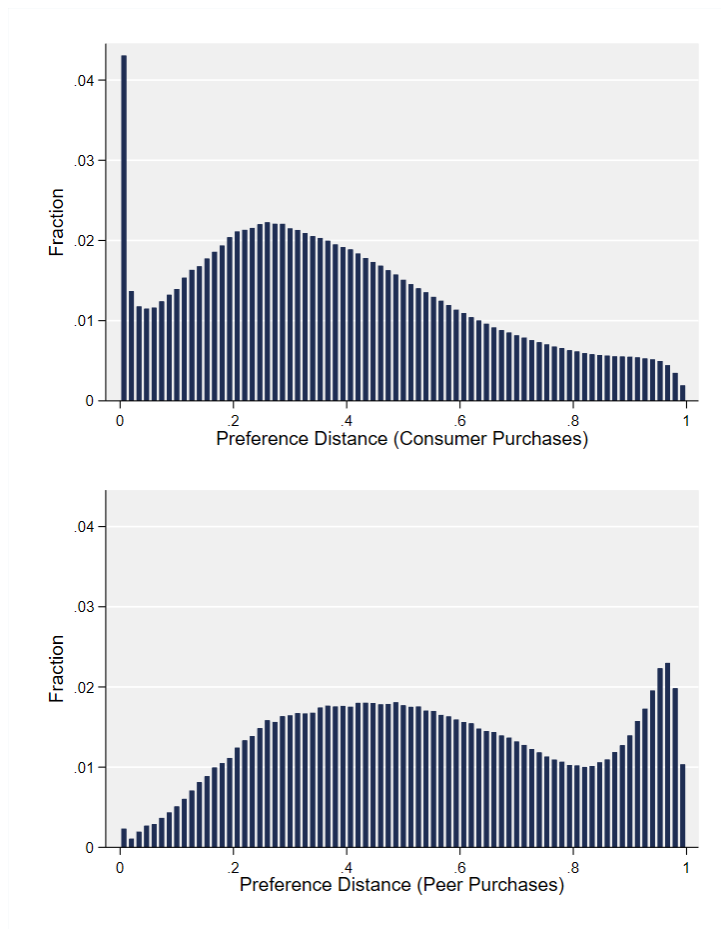 .04
.03
Fraction
.02
.01
0
0 .2 .4 .6 .8 1
Preference Distance (Consumer Purchases)
.04
.03
Fraction
.02
.01
0
0 .2 .4 .6 .8 1
Preference Distance (Peer Purchases)